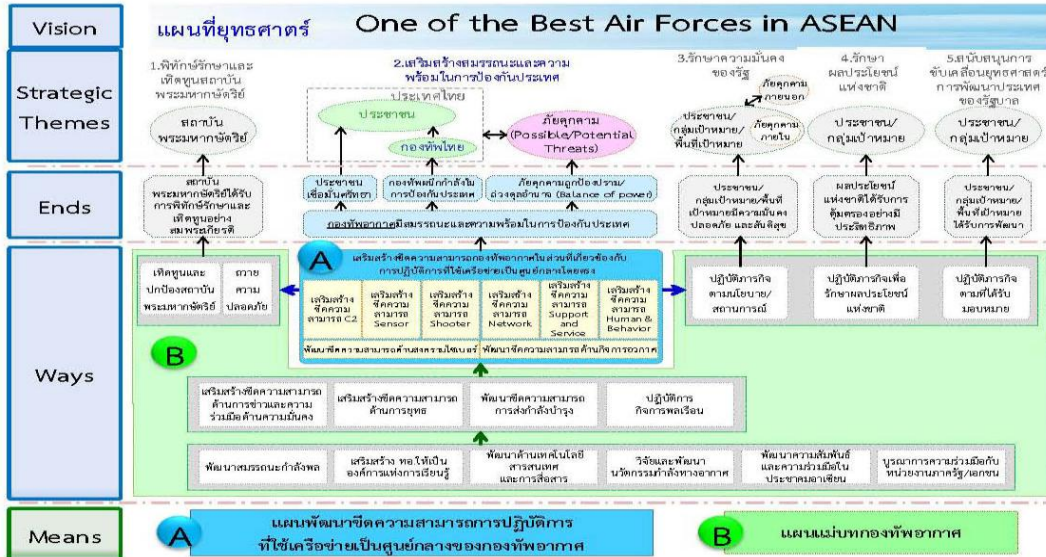 Vision
แผนที่ยุทธศาสตร์
One of the Best Air Forces in ASEAN
Strategic
Themes
1.พิทักษ์รักษาและ
เทิดทูนสถาบัน
พระมหากษัตริย์
2.เสริมสร้างสมรรถนะและความ
พร้อมในการป้องกันประเทศ
3.รักษาความมั่นคง
ของรัฐ
4.รักษา
ผลประโยชน์
แห่งชาติ
5.สนับสนุนการ
ขับเคลื่อนยุทธศาสตร์
การพัฒนาประเทศ
ของรัฐบาล
สถาบัน
พระมหากษัตริย์
ประเทศไทย
ประชาชน
กองทัพไทย
ภัยคุกคาม
(Possible/Potential
Threats)
ประชาชน/
กลุ่มเป้าหมาย/
พื้นที่เป้าหมาย
ภัยคุกคาม
ภายนอก
ภัยคุกคาม
ภายใน
ประชาชน/
กลุ่มเป้าหมาย
ประชาชน/
กลุ่มเป้าหมาย
Ends
สถาบัน
พระมหากษัตริย์ได้รับ
การพิทักษ์รักษาและ
เทิดทูนอย่าง
สมพระเกียรติ
ประชาชน
เชื่อมั่นศรัทธา
กองทัพผนึกกำลังใน
การป้องกันประเทศ
ภัยคุกคามถูกป้องปราม/
ถ่วงดุลอำนาจ (Balance of power)
กองทัพอากาศมีสมรรถนะและความพร้อมในการป้องกันประเทศ
ประชาชน/
กลุ่มเป้าหมาย/พื้นที่
เป้าหมายมีความมั่นคง
ปลอดภัย และสันติสุข
ผลประโยชน์
แห่งชาติได้รับการ
คุ้มครองอย่างมี
ประสิทธิภาพ
ประชาชน/
กลุ่มเป้าหมาย/
พื้นที่เป้าหมาย
ได้รับการพัฒนา
Ways
เทิดทูนและ
ปกป้องสถาบัน
พระมหากษัตริย์
ถวาย
ความ
ปลอดภัย
A
เสริมสร้างขีดความสามารถกองทัพอากาศในส่วนที่เกี่ยวข้องกับ
การปฏิบัติการที่ใช้เครือข่ายเป็นศูนย์กลางโดยตรง
เสริมสร้าง
ขีดความ
สามารถ C2
เสริมสร้าง
ขีดความ
สามารถ
Sensor
เสริมสร้าง
ขีดความ
สามารถ
Shooter
เสริมสร้าง
ขีดความ
สามารถ
Network
เสริมสร้าง
ขีดความ
สามารถ
Support
and
Service
เสริมสร้าง
ขีดความ
สามารถ
Human &
Behavior
พัฒนาขีดความสามารถด้านสงครามไซเบอร์
พัฒนาขีดความสามารถด้านกิจการอวกาศ
ปฏิบัติภารกิจ
ตามนโยบาย/
สถานการณ์
ปฏิบัติภารกิจเพื่อ
รักษาผลประโยชน์
แห่งชาติ
ปฏิบัติภารกิจ
ตามที่ได้รับ
มอบหมาย
B
เสริมสร้างขีดความสามารถ
ด้านการข่าวและความ
ร่วมมือด้านความมั่นคง
เสริมสร้างขีดความสามารถ
ด้านการยุทธ
พัฒนาขีดความสามารถ
การส่งกำลังบำรุง
ปฏิบัติการ
กิจการพลเรือน
พัฒนาสมรรถนะกำลังพล
เสริมสร้าง ทอ.ให้เป็น
องค์การแห่งการเรียนรู้
พัฒนาด้านเทคโนโลยี
สารสนเทศ
และการสื่อสาร
วิจัยและพัฒนา
นวัตกรรมกำลังทางอากาศ
พัฒนาความสัมพันธ์
และความร่วมมือใน
ประชาคมอาเซียน
บูรณาการความร่วมมือกับ
หน่วยงานภาครัฐ/เอกชน
Means
A
แผนพัฒนาขีดความสามารถการปฏิบัติการ
ที่ใช้เครือข่ายเป็นศูนย์กลางของกองทัพอากาศ
B
แผนแม่บทกองทัพอากาศ